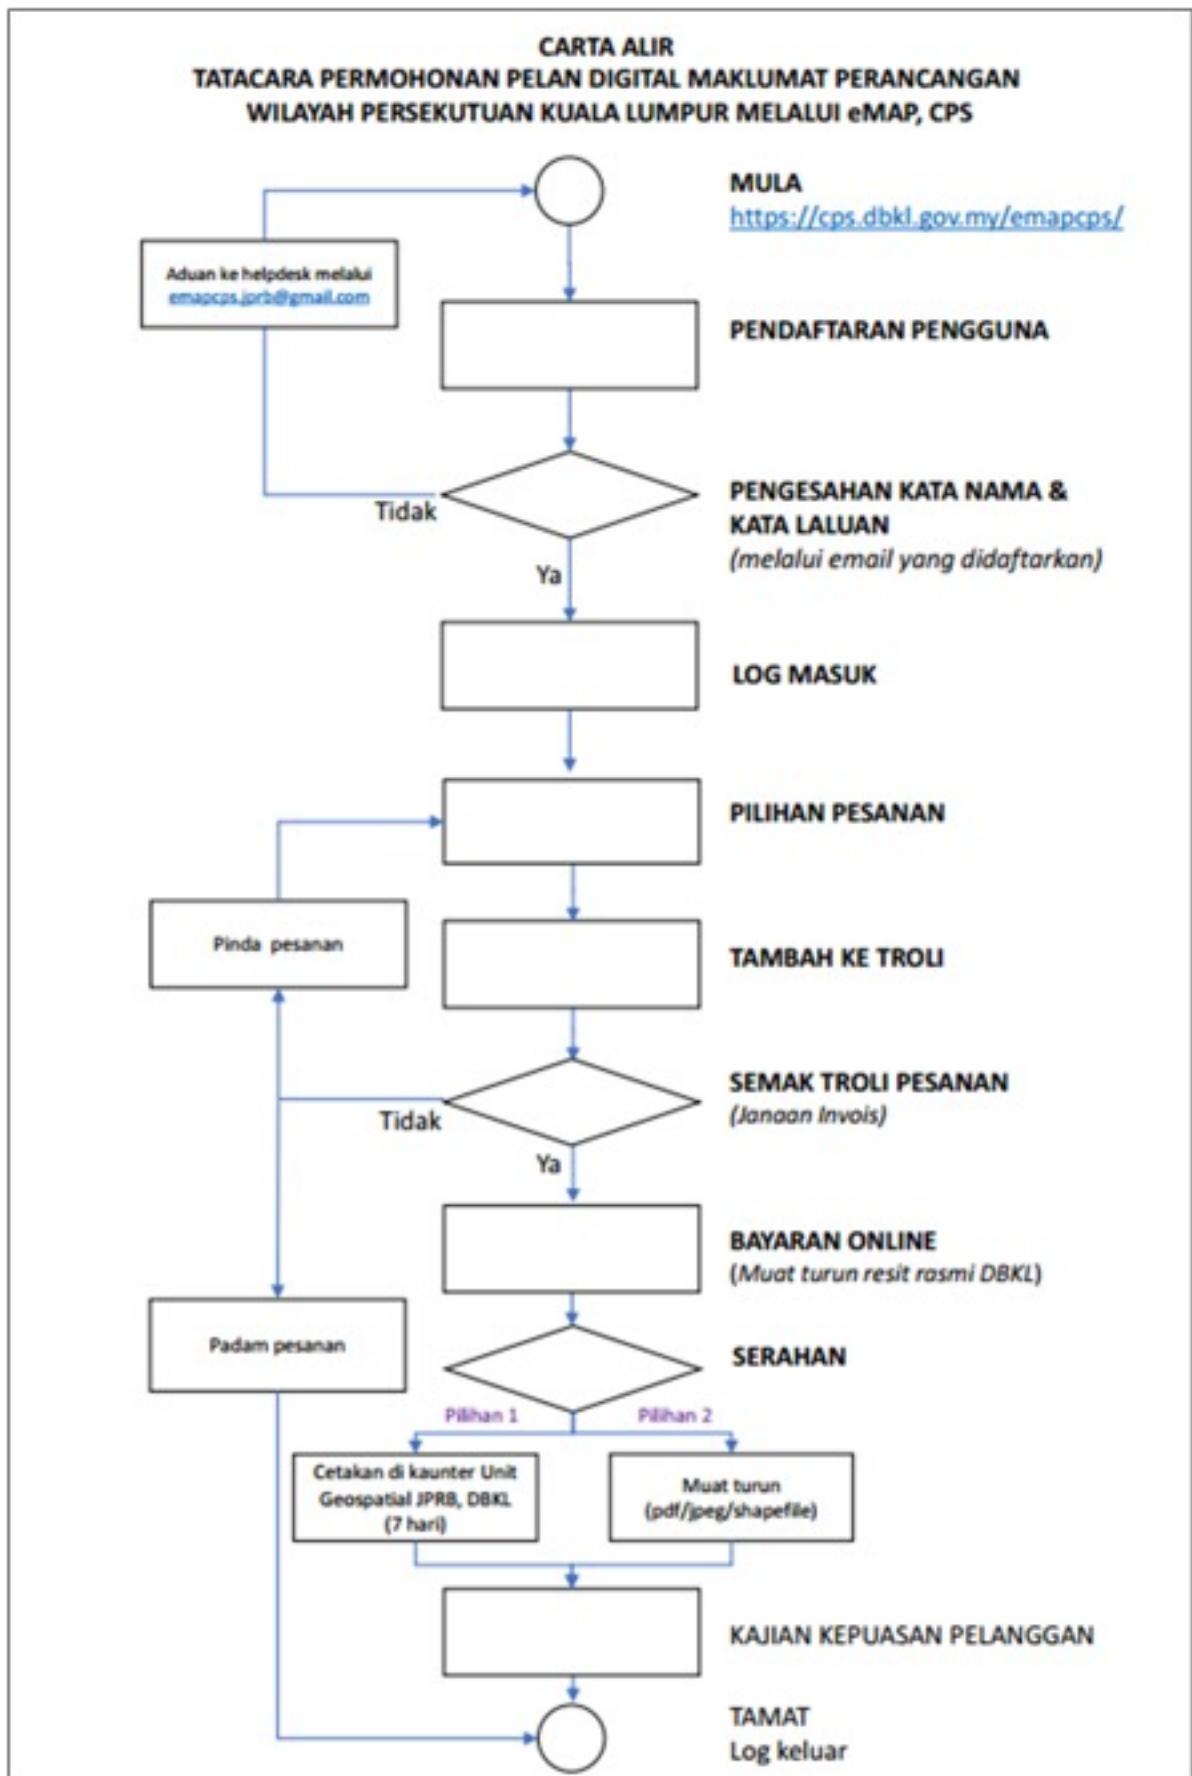 CARTA ALIR
TATACARA PERMOHONAN PELAN DIGITAL MAKLUMAT PERANCANGAN
WILAYAH PERSEKUTUAN KUALA LUMPUR MELALUI eMAP, CPS
MULA
https://cps.dbkl.gov.my/emapcps/
Aduan ke helpdesk melalui
emapcps.jprb@gmail.com
PENDAFTARAN PENGGUNA
Tidak
PENGESAHAN KATA NAMA &
KATA LALUAN
(melalui email yang didaftarkan)
Ya
LOG MASUK
PILIHAN PESANAN
Pinda pesanan
TAMBAH KE TROLI
SEMAK TROLI PESANAN
(Janaan Invois)
Tidak
Ya
BAYARAN ONLINE
(Muat turun resit rasmi DBKL)
Padam pesanan
SERAHAN
Pilihan 1
Pilihan 2
Cetakan di kaunter Unit
Geospatial JPRB, DBKL
(7 hari)
Muat turun
(pdf/jpeg/shapefile)
KAJIAN KEPUASAN PELANGGAN
TAMAT
Log keluar